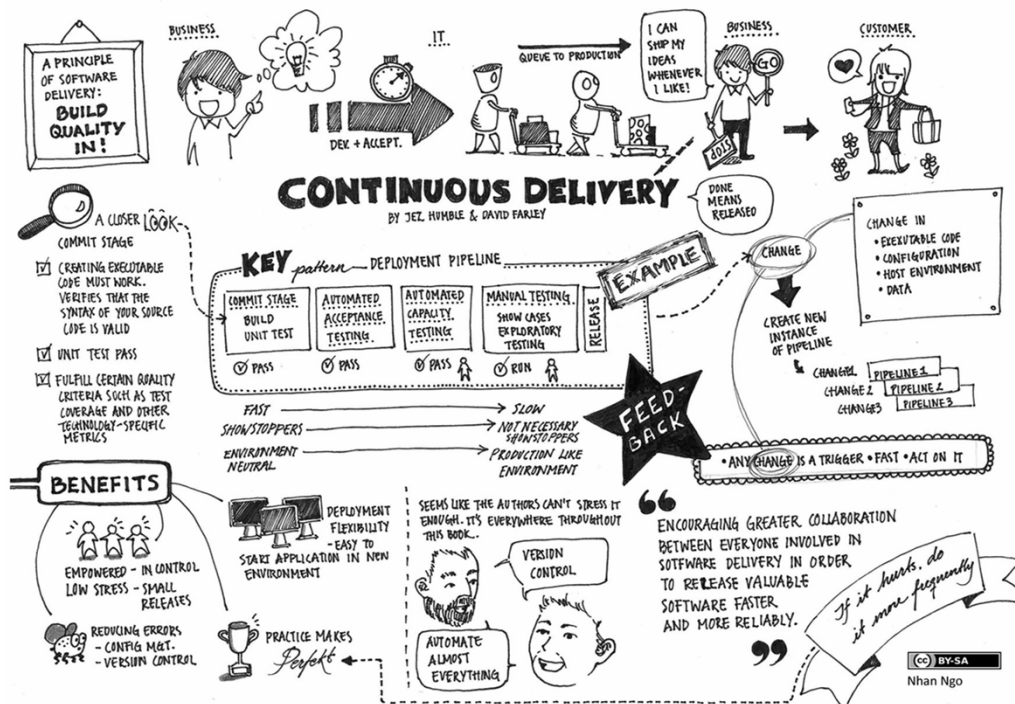 A PRINCIPLE
OF SOFTWARE
DELIVERY:
BUILD
QUALITY
IN!
BUSINESS
IT
DEV. + ACCEPT.
QUEUE TO PRODUCTION
I CAN
SHIP MY
IDEAS
WHENEVER
I LIKE!
BUSINESS
GO
STOP
CUSTOMER
CONTINUOUS DELIVERY
BY JEZ HUMBLE & DAVID FARLEY
DONE
MEANS
RELEASED
A CLOSER LOOK
COMMIT STAGE
CREATING EXECUTABLE
CODE MUST WORK.
VERIFIES THAT THE
SYNTAX OF YOUR SOURCE
CODE IS VALID
UNIT TEST PASS
FULFILL CERTAIN QUALITY
CRITERIA SUCH AS TEST
COVERAGE AND OTHER
TECHNOLOGY-SPECIFIC
METRICS
KEY pattern DEPLOYMENT PIPELINE
EXAMPLE
COMMIT STAGE
BUILD
UNIT TEST
PASS
AUTOMATED
ACCEPTANCE
TESTING.
PASS
AUTOMATED
CAPACITY
TESTING
PASS
MANUAL TESTING.
SHOW CASES
EXPLORATORY
TESTING
RUN
RELEASE
FAST SLOW
SHOWSTOPPERS NOT NECESSARY
SHOWSTOPPERS
ENVIRONMENT
NEUTRAL
PRODUCTION LIKE
ENVIRONMENT
FEED-
BACK
CHANGE
CHANGE IN
• EXEXUTABLE CODE
• CONFIGURATION
• HOST ENVIRONMENT
• DATA
CREATE NEW
INSTANCE
OF PIPELINE
CHANGE1 PIPELINE 1
CHANGE 2 PIPELINE 2
CHANGE3 PIPELINE 3
• ANY CHANGE IS A TRIGGER • FAST • ACT ON IT
BENEFITS
EMPOWERED - IN CONTROL
LOW STRESS - SMALL
RELEASES
REDUCING ERRORS
- CONFIG MGT.
- VERSION CONTROL
DEPLOYMENT
FLEXIBILITY
- EASY TO
START APPLICATION IN NEW
ENVIRONMENT
PRACTICE MAKES
Perfekt
SEEMS LIKE THE AUTHORS CAN'T STRESS IT
ENOUGH. IT'S EVERYWHERE THROUGHOUT
THIS BOOK...
VERSION
CONTROL
AUTOMATE
ALMOST
EVERYTHING
“
ENCOURAGING GREATER COLLABORATION
BETWEEN EVERYONE INVOLVED IN
SOTFWARE DELIVERY IN ORDER
TO RELEASE VALUABLE
SOFTWARE FASTER
AND MORE RELIABLY.
”
If it hurts, do
it more frequently
cc BY-SA
Nhan Ngo